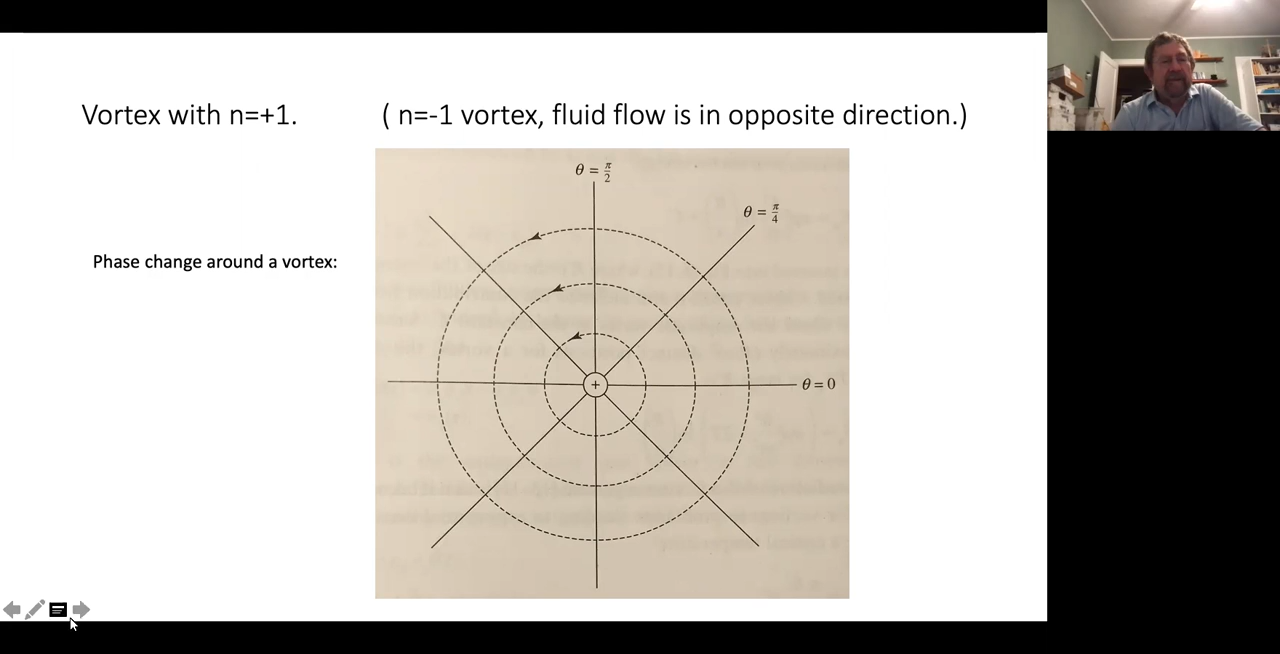 Vortex with n=+1. ( n=-1 vortex, fluid flow is in opposite direction.)
θ = π/2
θ = π/4
Phase change around a vortex:
+
θ = 0